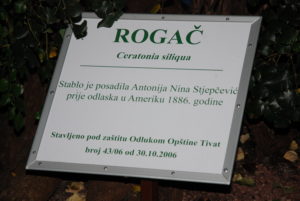 ROGAČ
Ceratonia siliqua
Stablo je posadila Antonija Nina Stjepčević
prije odlaska u Ameriku 1886. godine
Stavljeno pod zaštitu Odlukom Opštine Tivat
broj 43/06 od 30.10.2006